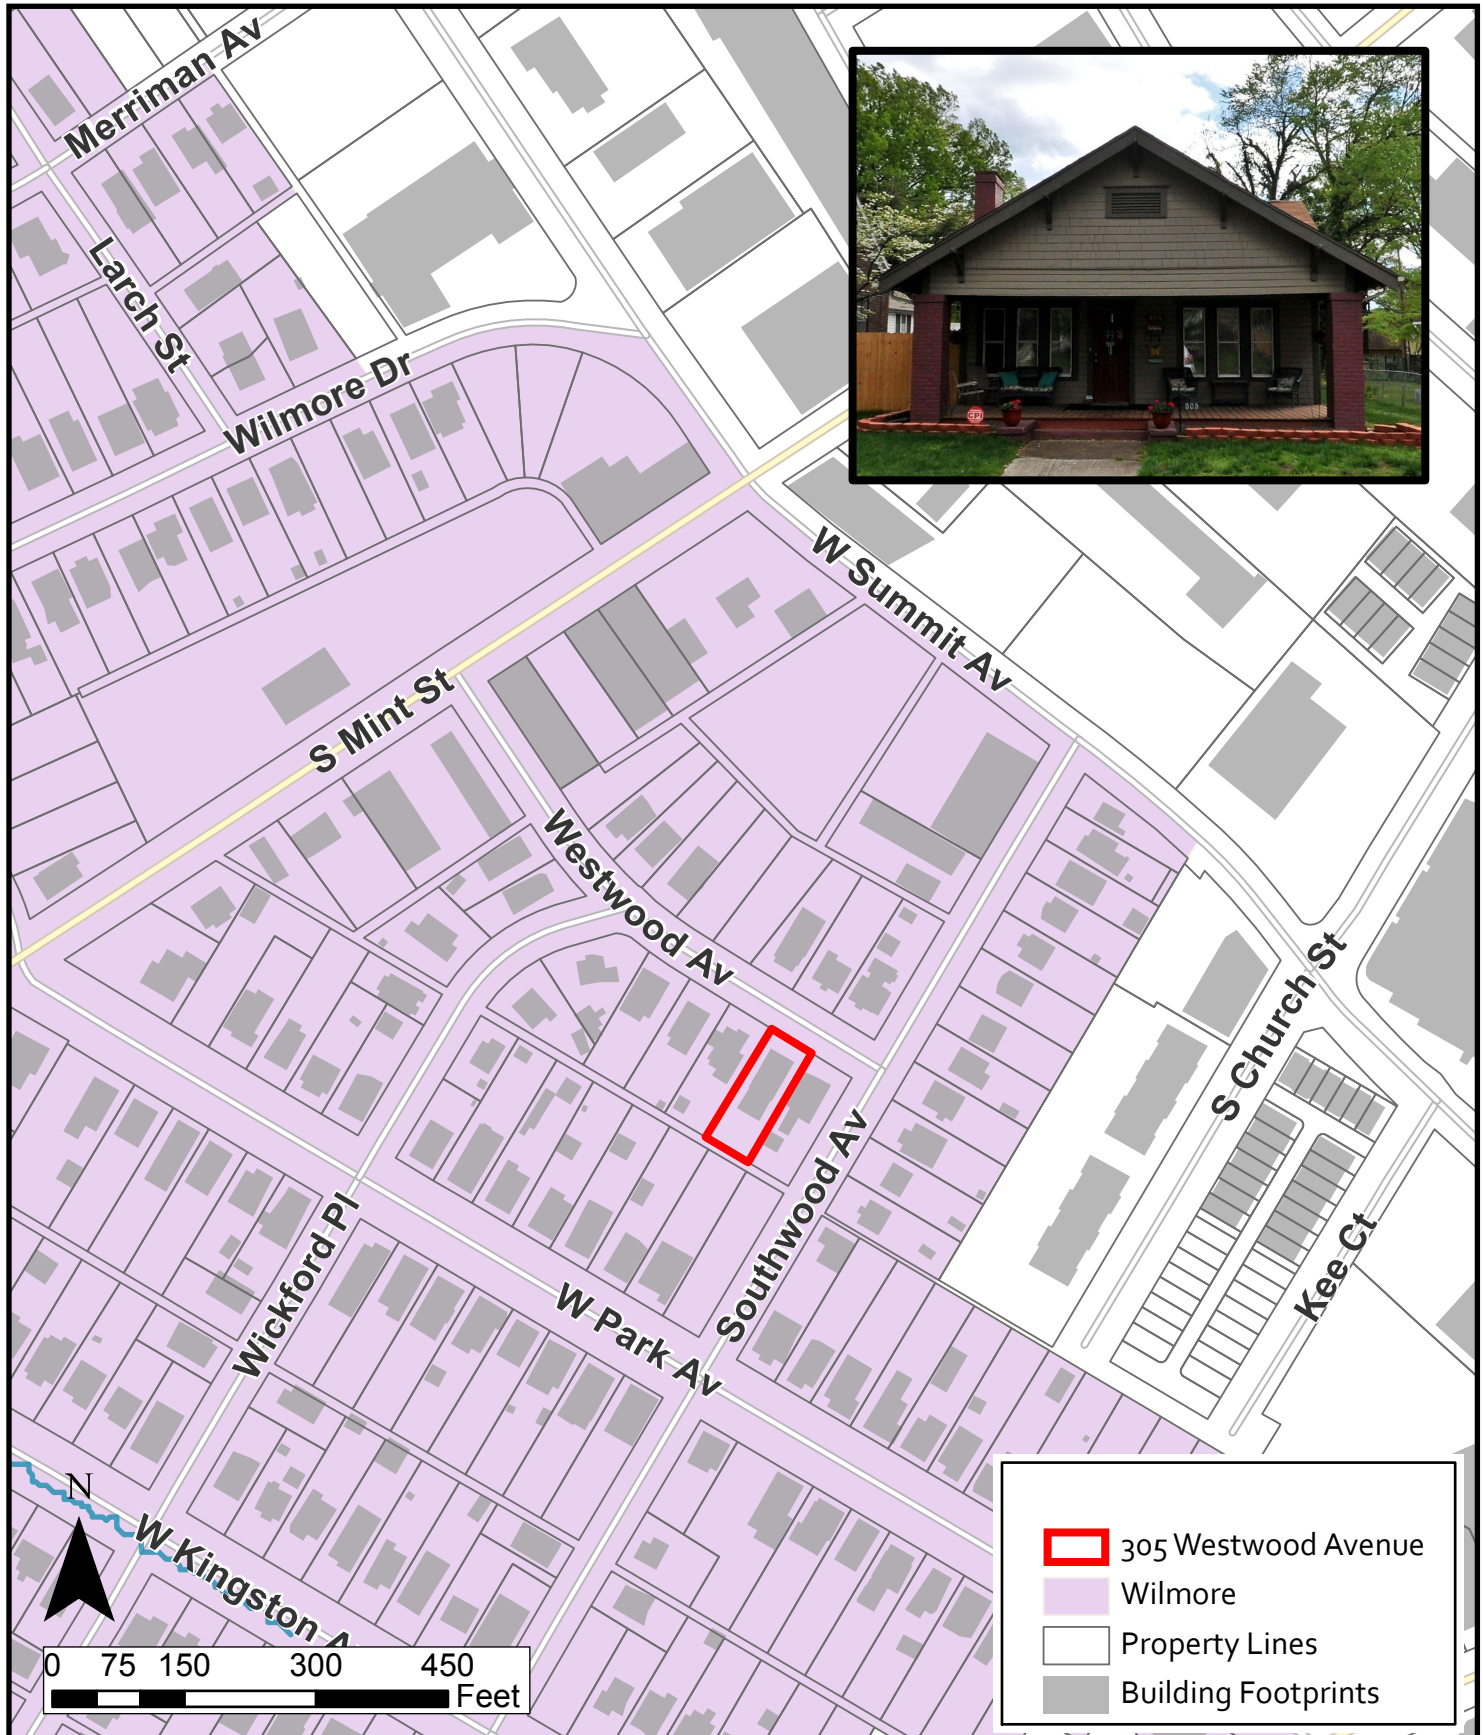 Merriman Av
Larch St
Wilmore Dr
W Summit Av
S Mint St
Westwood Av
S Church St
Southwood Av
Wickford Pl
W Park Av
Kee Ct
W Kingston
N
0 75 150 300 450
Feet
305 Westwood Avenue
Wilmore
Property Lines
Building Footprints